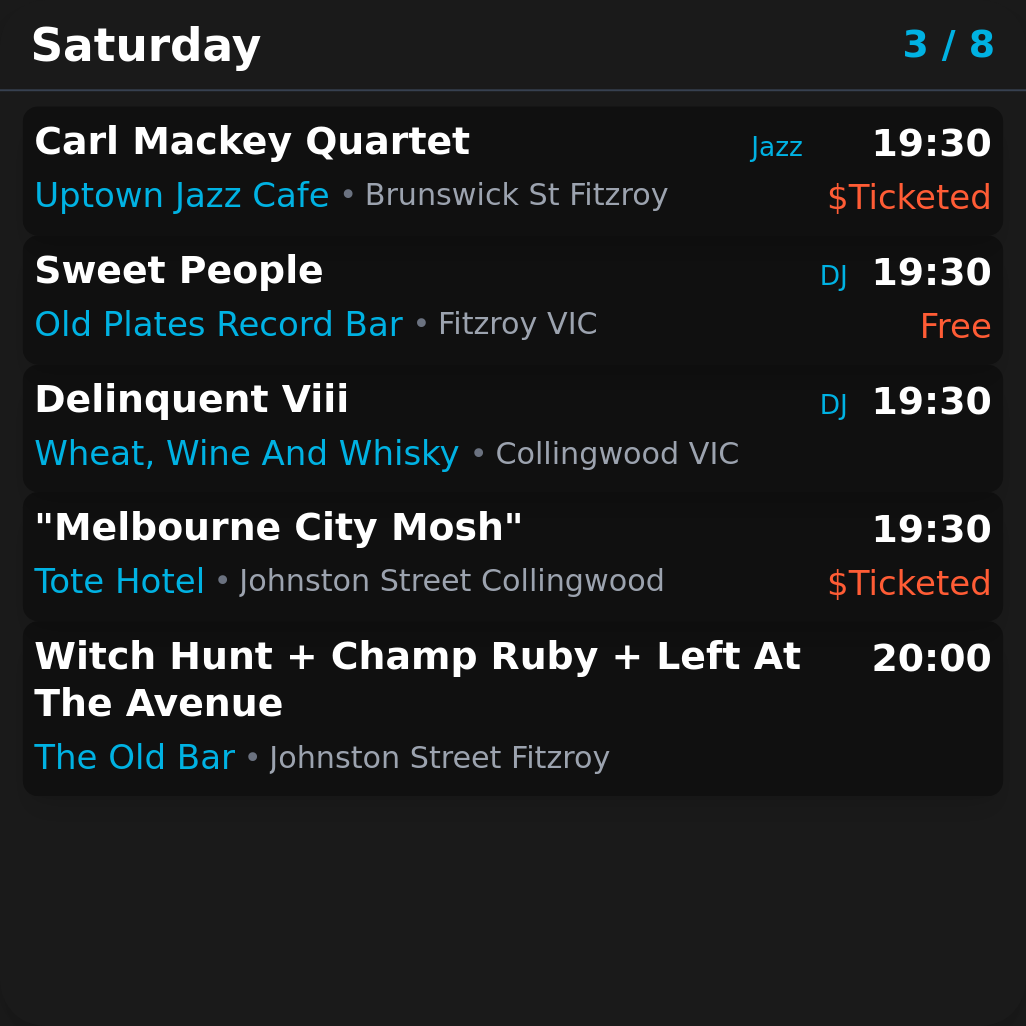 Saturday 3 / 8
Carl Mackey Quartet Jazz 19:30
Uptown Jazz Cafe • Brunswick St Fitzroy $Ticketed
Sweet People DJ 19:30
Old Plates Record Bar • Fitzroy VIC Free
Delinquent Viii DJ 19:30
Wheat, Wine And Whisky • Collingwood VIC
"Melbourne City Mosh" 19:30
Tote Hotel • Johnston Street Collingwood $Ticketed
Witch Hunt + Champ Ruby + Left At 20:00
The Avenue
The Old Bar • Johnston Street Fitzroy